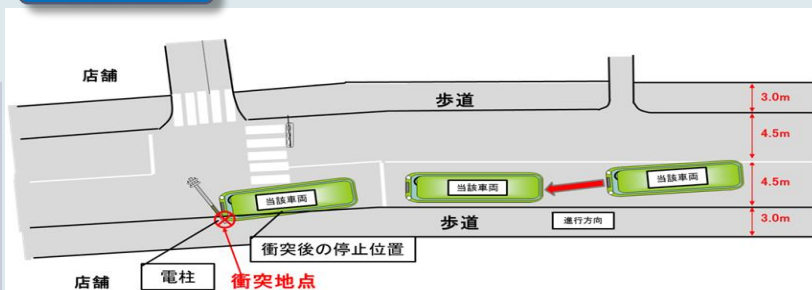 店舗
歩道
3.0m
4.5m
当該車両
当該車両
当該車両
4.5m
歩道
進行方向
3.0m
衝突後の停止位置
店舗
電柱
衝突地点